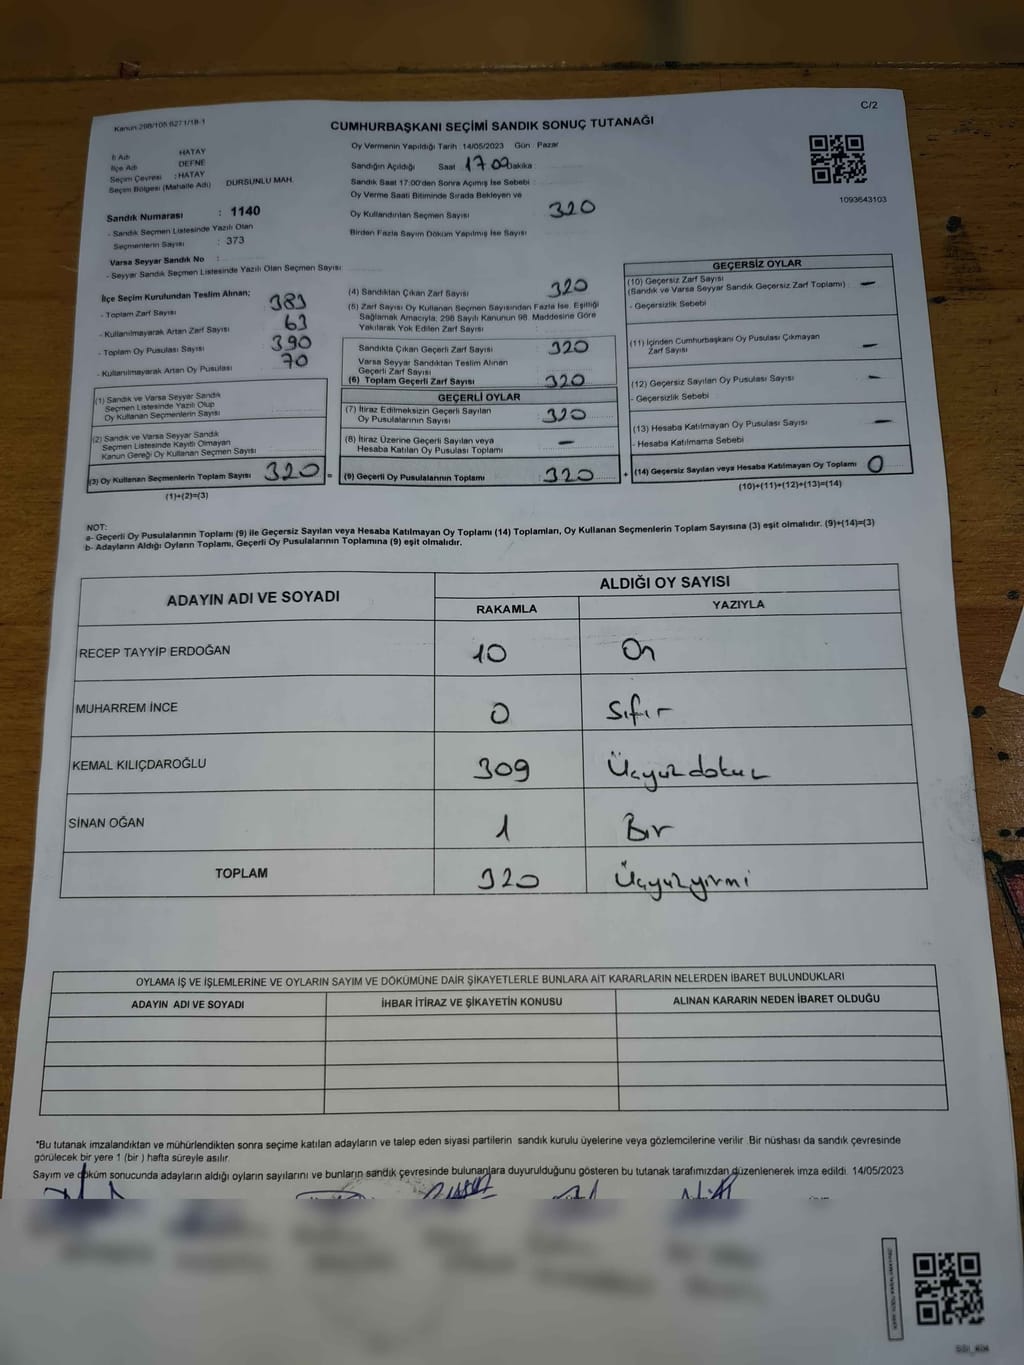 C/2
Kanun:298/105:6271/18-1
CUMHURBAŞKANI SEÇİMİ SANDIK SONUÇ TUTANAĞI
İl Adı HATAY
İlçe Adı DEFNE
Seçim Çevresi : HATAY
Seçim Bölgesi (Mahalle Adı) DURSUNLU MAH.
Sandık Numarası : 1140
- Sandık Seçmen Listesinde Yazılı Olan
Seçmenlerin Sayısı : 373
Varsa Seyyar Sandık No :
- Seyyar Sandık Seçmen Listesinde Yazılı Olan Seçmen Sayısı
Oy Vermenin Yapıldığı Tarih : 14/05/2023 Gün : Pazar
Sandığın Açıldığı Saat 17 00 Dakika :
Sandık Saat 17:00'den Sonra Açımış İse Sebebi :
Oy Verme Saati Bitiminde Sırada Bekleyen ve
Oy Kullandırılan Seçmen Sayısı 320
Birden Fazla Sayım Döküm Yapılmış İse Sayısı
1093643103
İlçe Seçim Kurulundan Teslim Alınan;
- Toplam Zarf Sayısı 383
- Kullanılmayarak Artan Zarf Sayısı 63
- Toplam Oy Pusulası Sayısı 390
- Kullanılmayarak Artan Oy Pusulası 70
(1) Sandık ve Varsa Seyyar Sandık
Seçmen Listesinde Yazılı Olup
Oy Kullanan Seçmenlerin Sayısı
(2) Sandık ve Varsa Seyyar Sandık
Seçmen Listesinde Kayıtlı Olmayan
Kanun Gereği Oy Kullanan Seçmen Sayısı
(3) Oy Kullanan Seçmenlerin Toplam Sayısı 320 =
(1)+(2)=(3)
(4) Sandıktan Çıkan Zarf Sayısı 320
(5) Zarf Sayısı Oy Kullanan Seçmen Sayısından Fazla İse, Eşitliği
Sağlamak Amacıyla, 298 Sayılı Kanunun 98. Maddesine Göre
Yakılarak Yok Edilen Zarf Sayısı :
Sandıkta Çıkan Geçerli Zarf Sayısı 320
Varsa Seyyar Sandıktan Teslim Alınan
Geçerli Zarf Sayısı
(6) Toplam Geçerli Zarf Sayısı 320
GEÇERLİ OYLAR
(7) İtiraz Edilmeksizin Geçerli Sayılan
Oy Pusulalarının Sayısı 320
(8) İtiraz Üzerine Geçerli Sayılan veya
Hesaba Katılan Oy Pusulası Toplamı —
(9) Geçerli Oy Pusulalarının Toplamı 320 +
GEÇERSİZ OYLAR
(10) Geçersiz Zarf Sayısı
(Sandık ve Varsa Seyyar Sandık Geçersiz Zarf Toplamı) : —
- Geçersizlik Sebebi
(11) İçinden Cumhurbaşkanı Oy Pusulası Çıkmayan
Zarf Sayısı —
(12) Geçersiz Sayılan Oy Pusulası Sayısı —
- Geçersizlik Sebebi
(13) Hesaba Katılmayan Oy Pusulası Sayısı —
- Hesaba Katılmama Sebebi
(14) Geçersiz Sayılan veya Hesaba Katılmayan Oy Toplamı 0
(10)+(11)+(12)+(13)=(14)
NOT:
a- Geçerli Oy Pusulalarının Toplamı (9) ile Geçersiz Sayılan veya Hesaba Katılmayan Oy Toplamı (14) Toplamları, Oy Kullanan Seçmenlerin Toplam Sayısına (3) eşit olmalıdır. (9)+(14)=(3)
b- Adayların Aldığı Oyların Toplamı, Geçerli Oy Pusulalarının Toplamına (9) eşit olmalıdır.
ADAYIN ADI VE SOYADI ALDIĞI OY SAYISI
RAKAMLA YAZIYLA
RECEP TAYYİP ERDOĞAN 10 On
MUHARREM İNCE 0 Sıfır
KEMAL KILIÇDAROĞLU 309 Üçyüzdokuz
SİNAN OĞAN 1 Bir
TOPLAM 320 Üçyüzyirmi
OYLAMA İŞ VE İŞLEMLERİNE VE OYLARIN SAYIM VE DÖKÜMÜNE DAİR ŞİKAYETLERLE BUNLARA AİT KARARLARIN NELERDEN İBARET BULUNDUKLARI
ADAYIN ADI VE SOYADI İHBAR İTİRAZ VE ŞİKAYETİN KONUSU ALINAN KARARIN NEDEN İBARET OLDUĞU
*Bu tutanak imzalandıktan ve mühürlendikten sonra seçime katılan adayların ve talep eden siyasi partilerin sandık kurulu üyelerine veya gözlemcilerine verilir. Bir nüshası da sandık çevresinde
görülecek bir yere 1 (bir ) hafta süreyle asılır.
Sayım ve döküm sonucunda adayların aldığı oyların sayılarını ve bunların sandık çevresinde bulunanlara duyurulduğunu gösteren bu tutanak tarafımızdan düzenlenerek imza edildi. 14/05/2023